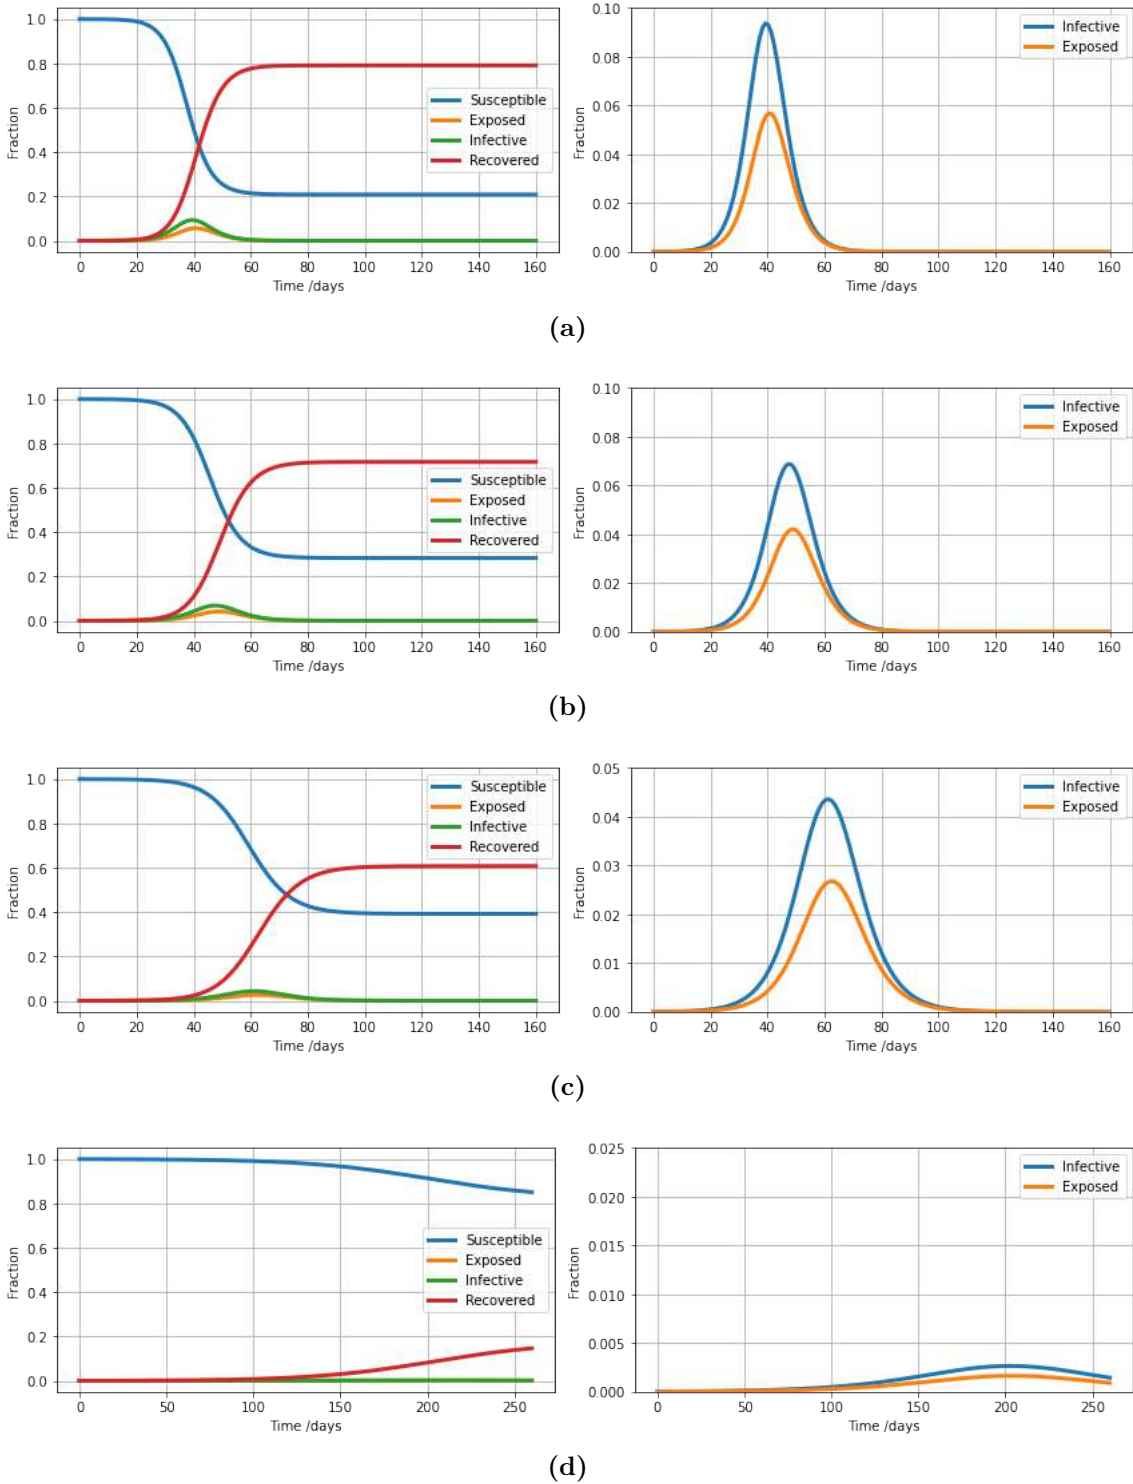 1.0
0.8
0.6
0.4
0.2
0.0
Fraction
Susceptible
Exposed
Infective
Recovered
0 20 40 60 80 100 120 140 160
Time /days
0.10
0.08
0.06
0.04
0.02
0.00
Fraction
Infective
Exposed
0 20 40 60 80 100 120 140 160
Time /days
(a)
1.0
0.8
0.6
0.4
0.2
0.0
Fraction
Susceptible
Exposed
Infective
Recovered
0 20 40 60 80 100 120 140 160
Time /days
0.10
0.08
0.06
0.04
0.02
0.00
Fraction
Infective
Exposed
0 20 40 60 80 100 120 140 160
Time /days
(b)
1.0
0.8
0.6
0.4
0.2
0.0
Fraction
Susceptible
Exposed
Infective
Recovered
0 20 40 60 80 100 120 140 160
Time /days
0.05
0.04
0.03
0.02
0.01
0.00
Fraction
Infective
Exposed
0 20 40 60 80 100 120 140 160
Time /days
(c)
1.0
0.8
0.6
0.4
0.2
0.0
Fraction
Susceptible
Exposed
Infective
Recovered
0 50 100 150 200 250
Time /days
0.025
0.020
0.015
0.010
0.005
0.000
Fraction
Infective
Exposed
0 50 100 150 200 250
Time /days
(d)